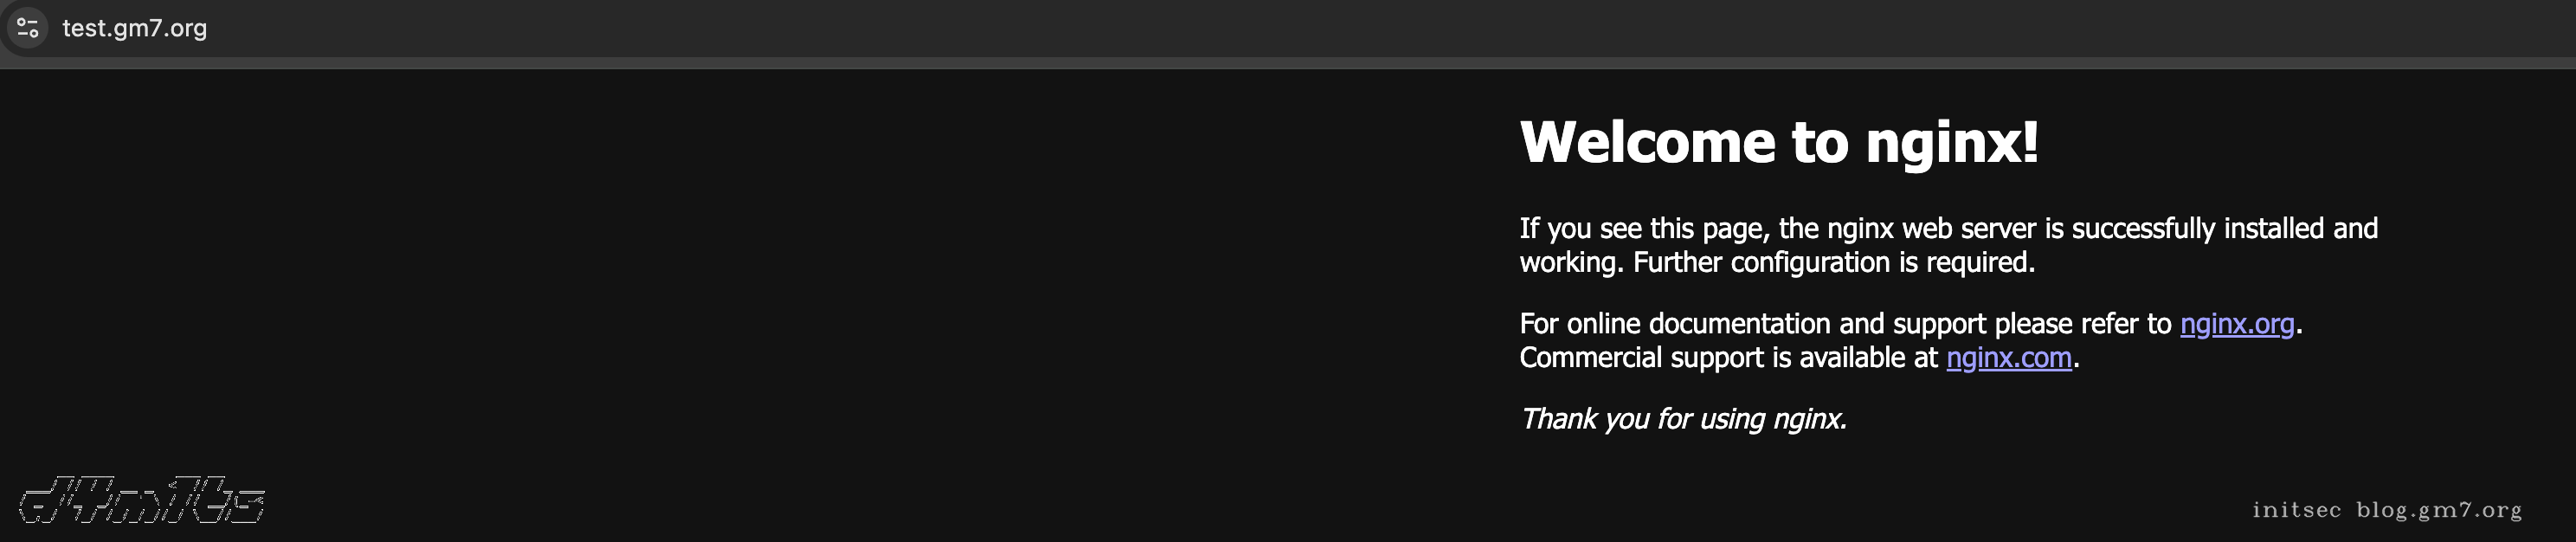 test.gm7.org
Welcome to nginx!
If you see this page, the nginx web server is successfully installed and
working. Further configuration is required.
For online documentation and support please refer to nginx.org.
Commercial support is available at nginx.com.
Thank you for using nginx.
d4m1ts
initsec blog.gm7.org